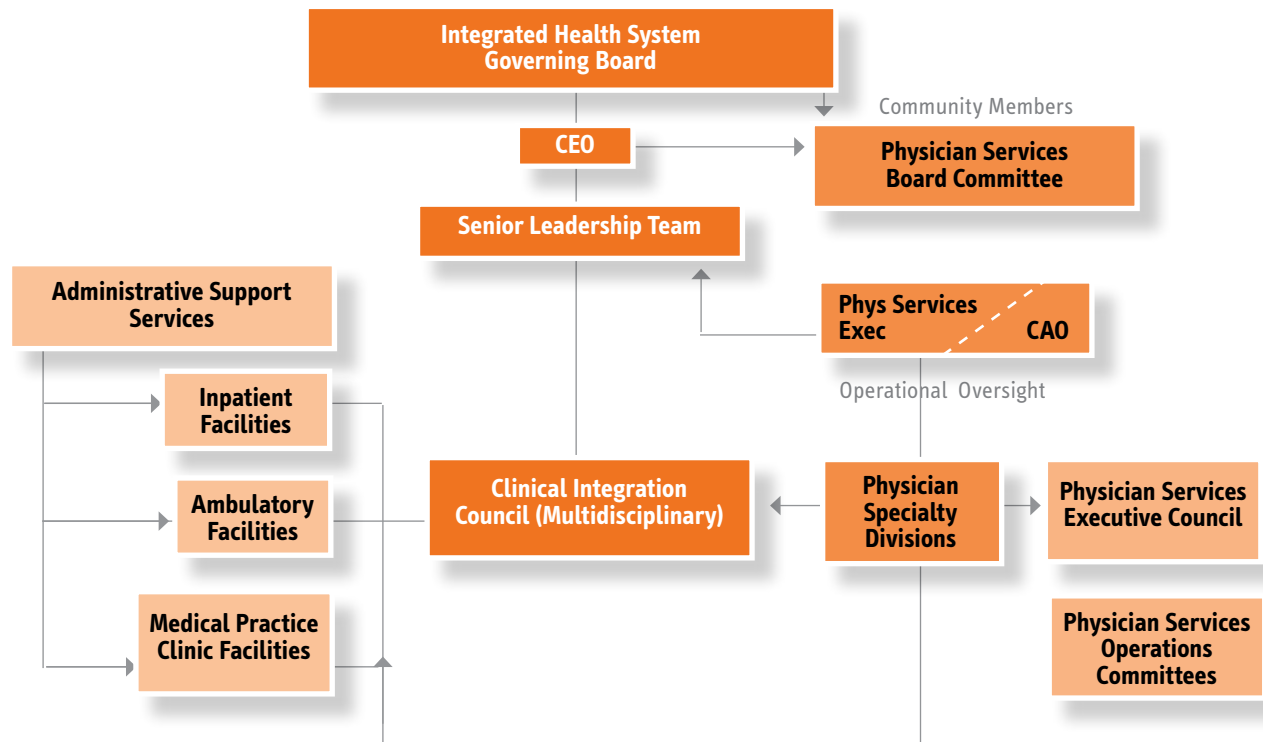 Integrated Health System
Governing Board
Community Members
CEO
Physician Services
Board Committee
Senior Leadership Team
Administrative Support
Services
Phys Services
Exec
CAO
Operational Oversight
Inpatient
Facilities
Ambulatory
Facilities
Clinical Integration
Council (Multidisciplinary)
Physician
Specialty
Divisions
Physician Services
Executive Council
Medical Practice
Clinic Facilities
Physician Services
Operations
Committees